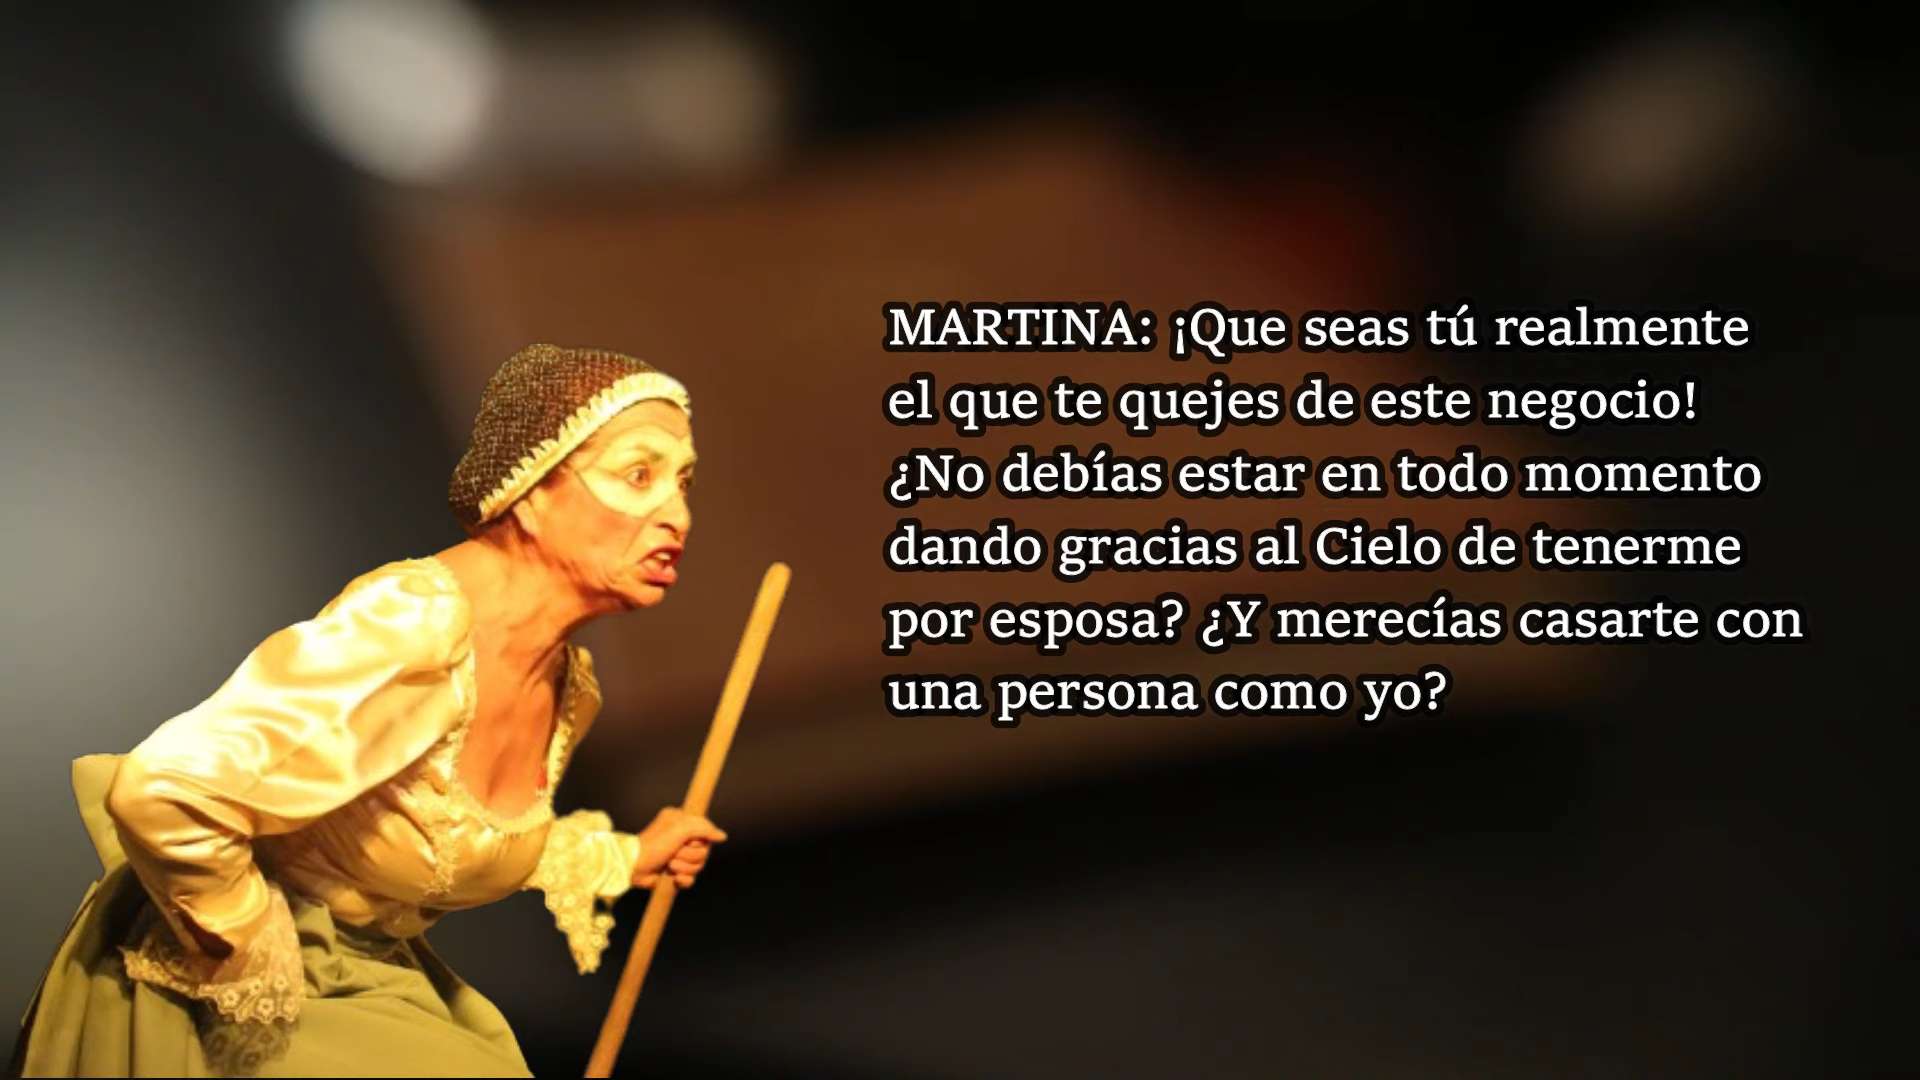 MARTINA: ¡Que seas tú realmente
el que te quejes de este negocio!
¿No debías estar en todo momento
dando gracias al Cielo de tenerme
por esposa? ¿Y merecías casarte con
una persona como yo?